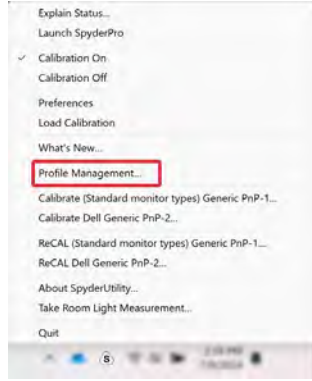 Explain Status...
Launch SpyderPro
Calibration On
Calibration Off
Preferences
Load Calibration
What's New...
Profile Management...
Calibrate (Standard monitor types) Generic PnP-1...
Calibrate Dell Generic PnP-2...
ReCAL (Standard monitor types) Generic PnP-1...
ReCAL Dell Generic PnP-2...
About SpyderUtility...
Take Room Light Measurement...
Quit
S